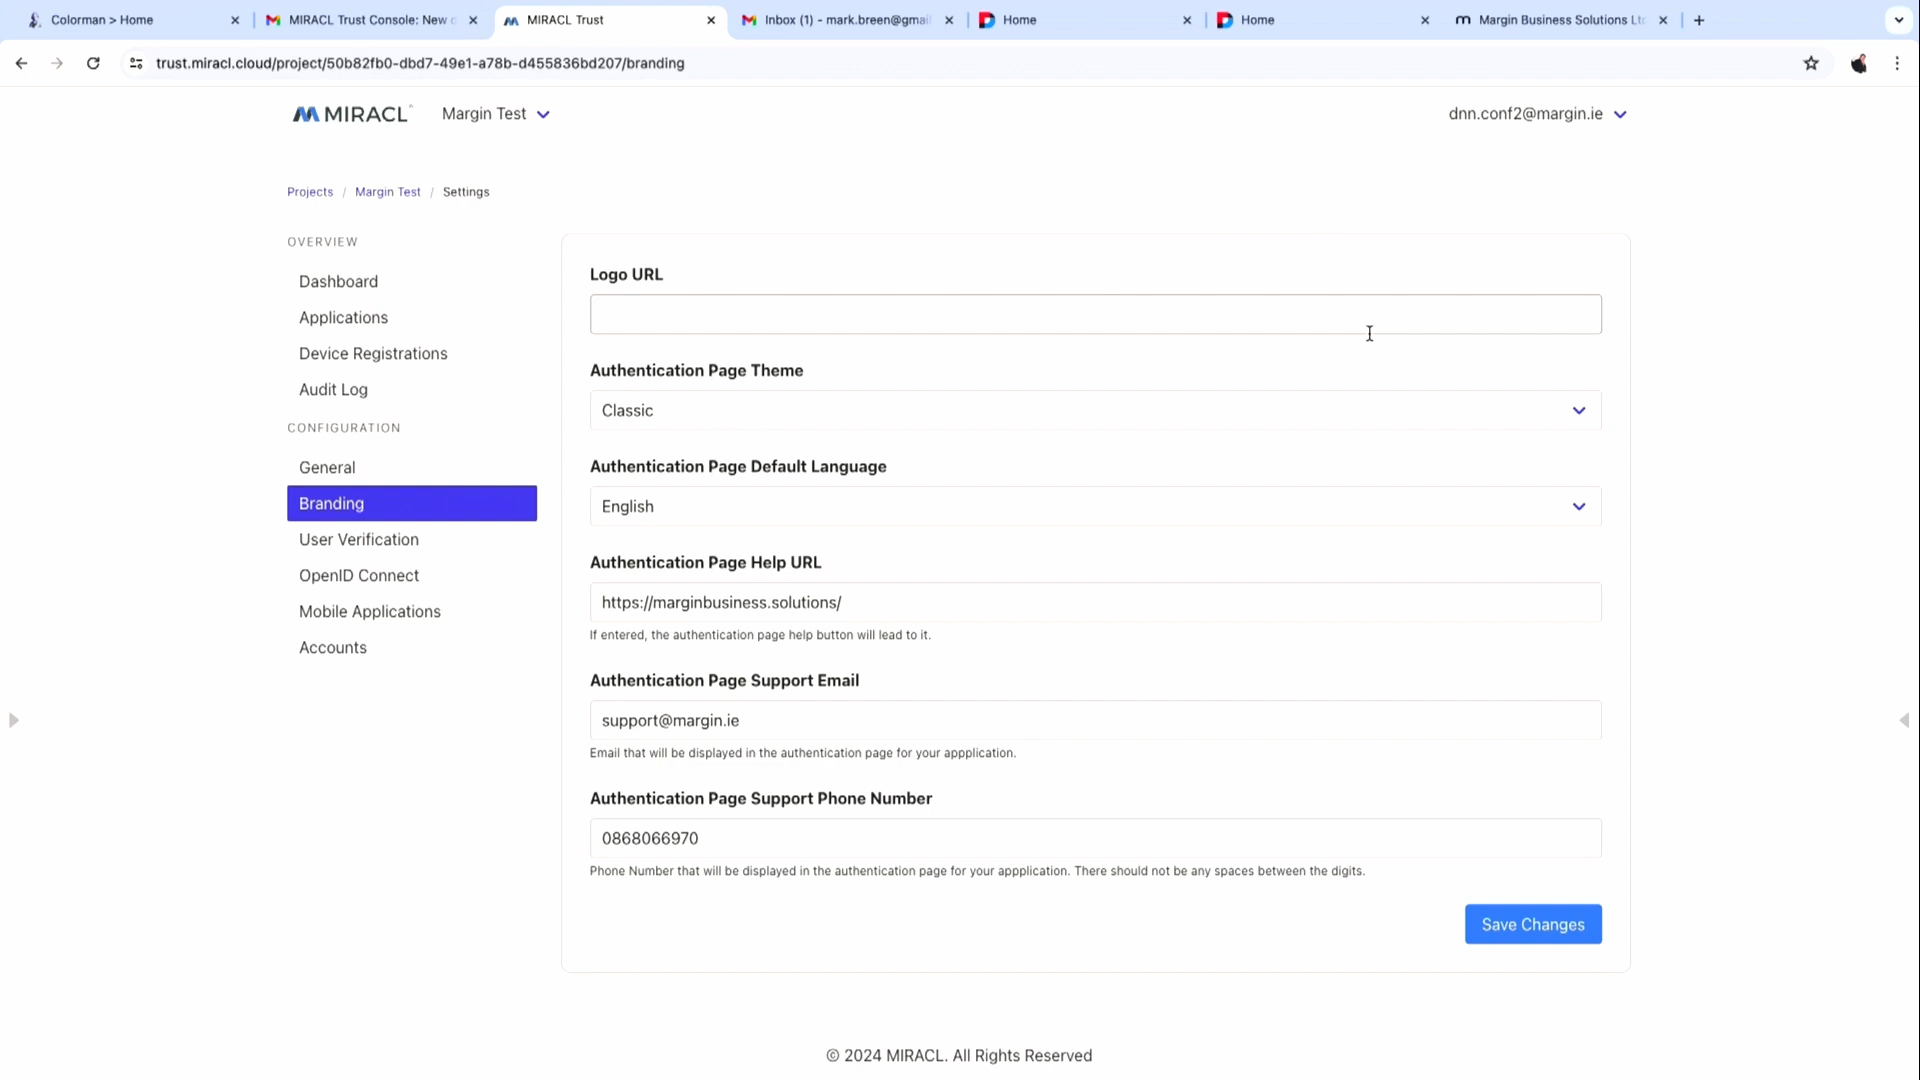 Colorman > Home
MIRACL Trust Console: New
MIRACL Trust
Inbox (1) - mark.breen@gmai
Home
Home
Margin Business Solutions Lt
trust.miracl.cloud/project/50b82fb0-dbd7-49e1-a78b-d455836bd207/branding
MIRACL
Margin Test
dnn.conf2@margin.ie
Projects / Margin Test / Settings
OVERVIEW
Dashboard
Applications
Device Registrations
Audit Log
CONFIGURATION
General
Branding
User Verification
OpenID Connect
Mobile Applications
Accounts
Logo URL
Authentication Page Theme
Classic
Authentication Page Default Language
English
Authentication Page Help URL
https://marginbusiness.solutions/
If entered, the authentication page help button will lead to it.
Authentication Page Support Email
support@margin.ie
Email that will be displayed in the authentication page for your appplication.
Authentication Page Support Phone Number
0868066970
Phone Number that will be displayed in the authentication page for your appplication. There should not be any spaces between the digits.
Save Changes
© 2024 MIRACL. All Rights Reserved